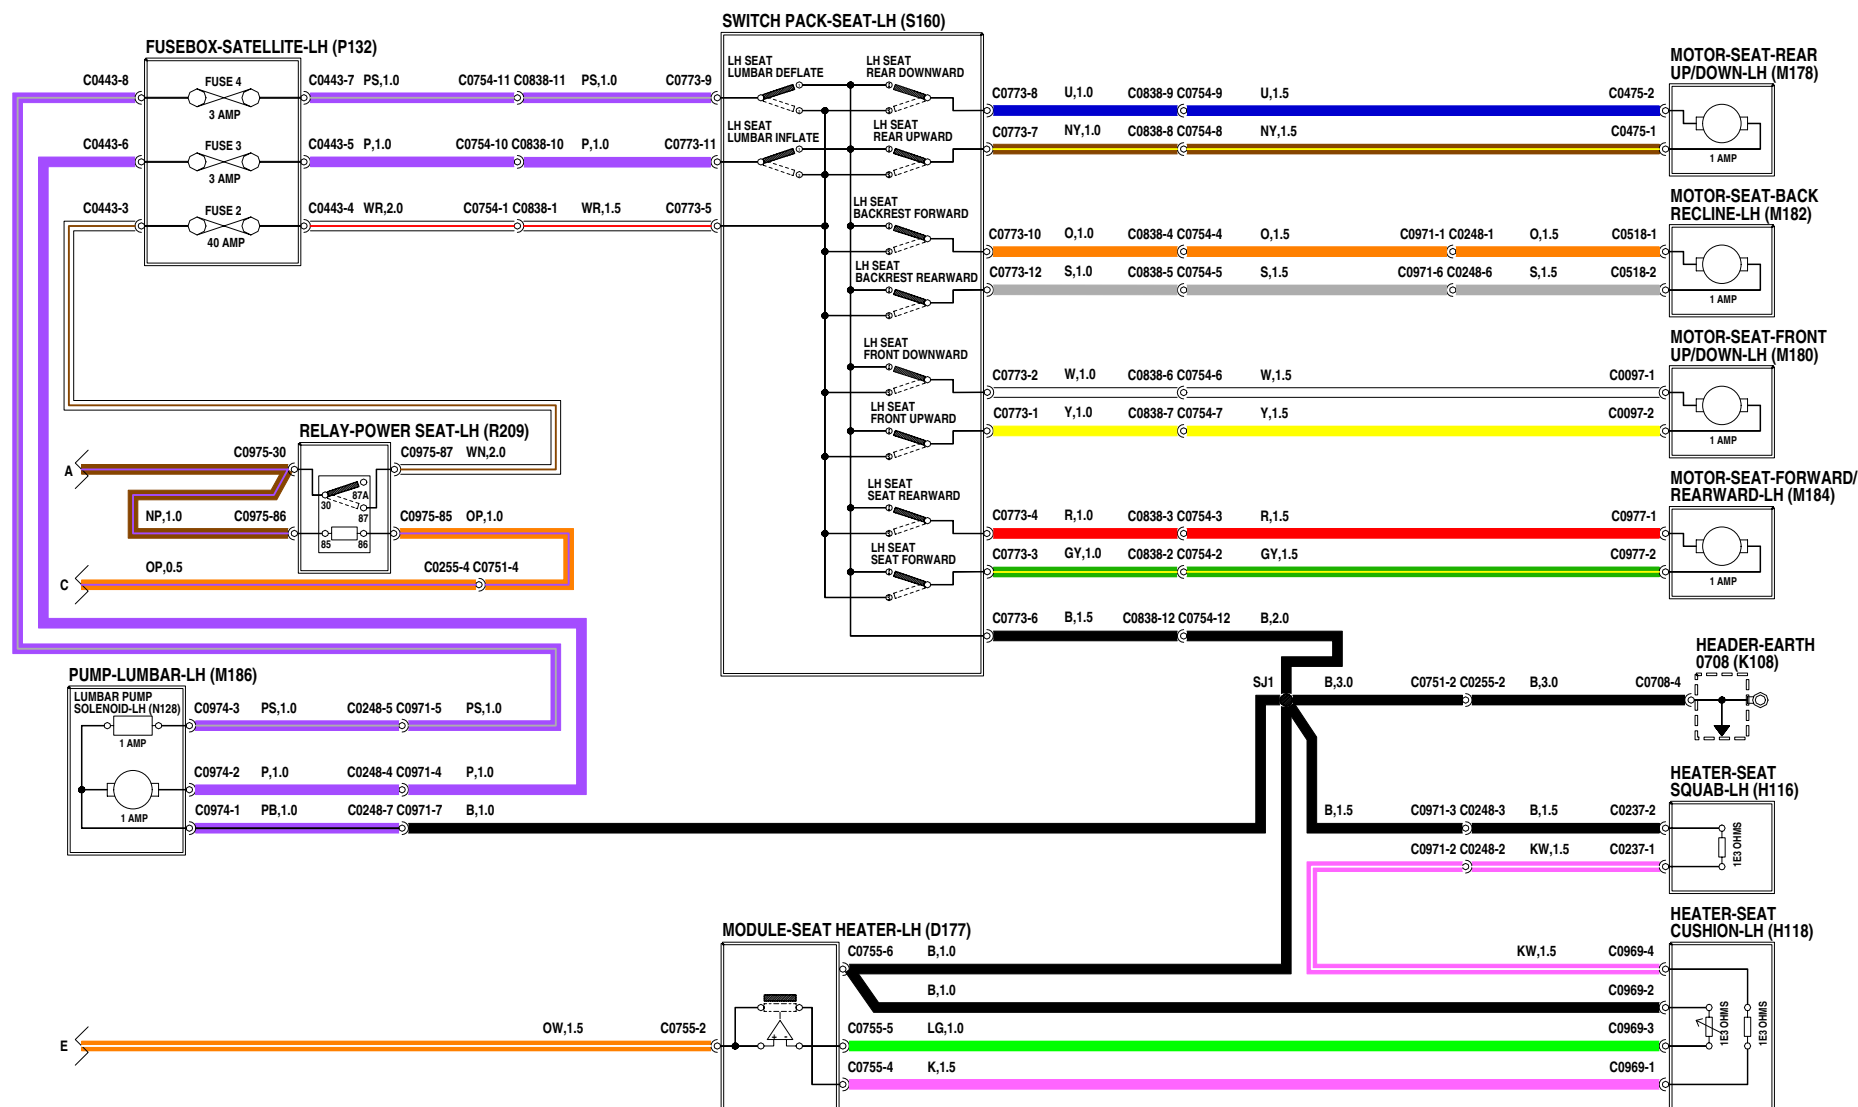 SWITCH PACK-SEAT-LH (S160)
FUSEBOX-SATELLITE-LH (P132)
C0443-8
FUSE 4
3 AMP
C0443-7 PS,1.0
C0754-11 C0838-11 PS,1.0
C0773-9
C0443-6
FUSE 3
3 AMP
C0443-5 P,1.0
C0754-10 C0838-10 P,1.0
C0773-11
C0443-3
FUSE 2
40 AMP
C0443-4 WR,2.0
C0754-1 C0838-1 WR,1.5
C0773-5
LH SEAT
LUMBAR DEFLATE
LH SEAT
REAR DOWNWARD
LH SEAT
LUMBAR INFLATE
LH SEAT
REAR UPWARD
LH SEAT
BACKREST FORWARD
LH SEAT
BACKREST REARWARD
LH SEAT
FRONT DOWNWARD
LH SEAT
FRONT UPWARD
LH SEAT
SEAT REARWARD
LH SEAT
SEAT FORWARD
MOTOR-SEAT-REAR
UP/DOWN-LH (M178)
C0773-8 U,1.0 C0838-9 C0754-9 U,1.5 C0475-2
C0773-7 NY,1.0 C0838-8 C0754-8 NY,1.5 C0475-1
1 AMP
MOTOR-SEAT-BACK
RECLINE-LH (M182)
C0773-10 O,1.0 C0838-4 C0754-4 O,1.5 C0971-1 C0248-1 O,1.5 C0518-1
C0773-12 S,1.0 C0838-5 C0754-5 S,1.5 C0971-6 C0248-6 S,1.5 C0518-2
1 AMP
MOTOR-SEAT-FRONT
UP/DOWN-LH (M180)
C0773-2 W,1.0 C0838-6 C0754-6 W,1.5 C0097-1
C0773-1 Y,1.0 C0838-7 C0754-7 Y,1.5 C0097-2
1 AMP
MOTOR-SEAT-FORWARD/
REARWARD-LH (M184)
C0773-4 R,1.0 C0838-3 C0754-3 R,1.5 C0977-1
C0773-3 GY,1.0 C0838-2 C0754-2 GY,1.5 C0977-2
1 AMP
C0773-6 B,1.5 C0838-12 C0754-12 B,2.0
RELAY-POWER SEAT-LH (R209)
C0975-30
C0975-87 WN,2.0
A
87A
30
87
NP,1.0 C0975-86
C0975-85 OP,1.0
85
86
C
OP,0.5 C0255-4 C0751-4
HEADER-EARTH
0708 (K108)
SJ1 B,3.0 C0751-2 C0255-2 B,3.0 C0708-4
PUMP-LUMBAR-LH (M186)
LUMBAR PUMP
SOLENOID-LH (N128)
1 AMP
C0974-3 PS,1.0 C0248-5 C0971-5 PS,1.0
C0974-2 P,1.0 C0248-4 C0971-4 P,1.0
C0974-1 PB,1.0 C0248-7 C0971-7 B,1.0
1 AMP
HEATER-SEAT
SQUAB-LH (H116)
B,1.5 C0971-3 C0248-3 B,1.5 C0237-2
C0971-2 C0248-2 KW,1.5 C0237-1
1E3 OHMS
HEATER-SEAT
CUSHION-LH (H118)
MODULE-SEAT HEATER-LH (D177)
C0755-6 B,1.0
KW,1.5 C0969-4
B,1.0 C0969-2
C0755-5 LG,1.0 C0969-3
C0755-4 K,1.5 C0969-1
1E3 OHMS
1E3 OHMS
E
OW,1.5 C0755-2